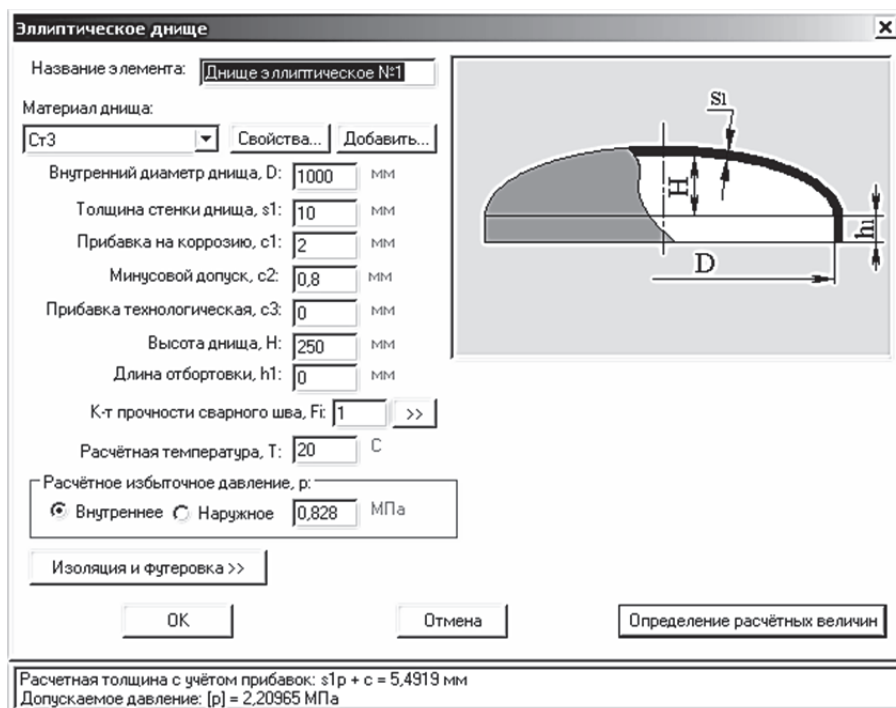 Эллиптическое днище
Название элемента: Днище эллиптическое №1
Материал днища:
Ст3 Свойства... Добавить...
Внутренний диаметр днища, D: 1000 мм
Толщина стенки днища, s1: 10 мм
Прибавка на коррозию, c1: 2 мм
Минусовой допуск, c2: 0,8 мм
Прибавка технологическая, c3: 0 мм
Высота днища, H: 250 мм
Длина отбортовки, h1: 0 мм
К-т прочности сварного шва, Fi: 1 >>
Расчётная температура, T: 20 C
Расчётное избыточное давление, p:
Внутреннее Наружное 0,828 МПа
Изоляция и футеровка >>
s1
H
h1
D
OK Отмена Определение расчётных величин
Расчетная толщина с учётом прибавок: s1p + c = 5,4919 мм
Допускаемое давление: [p] = 2,20965 МПа